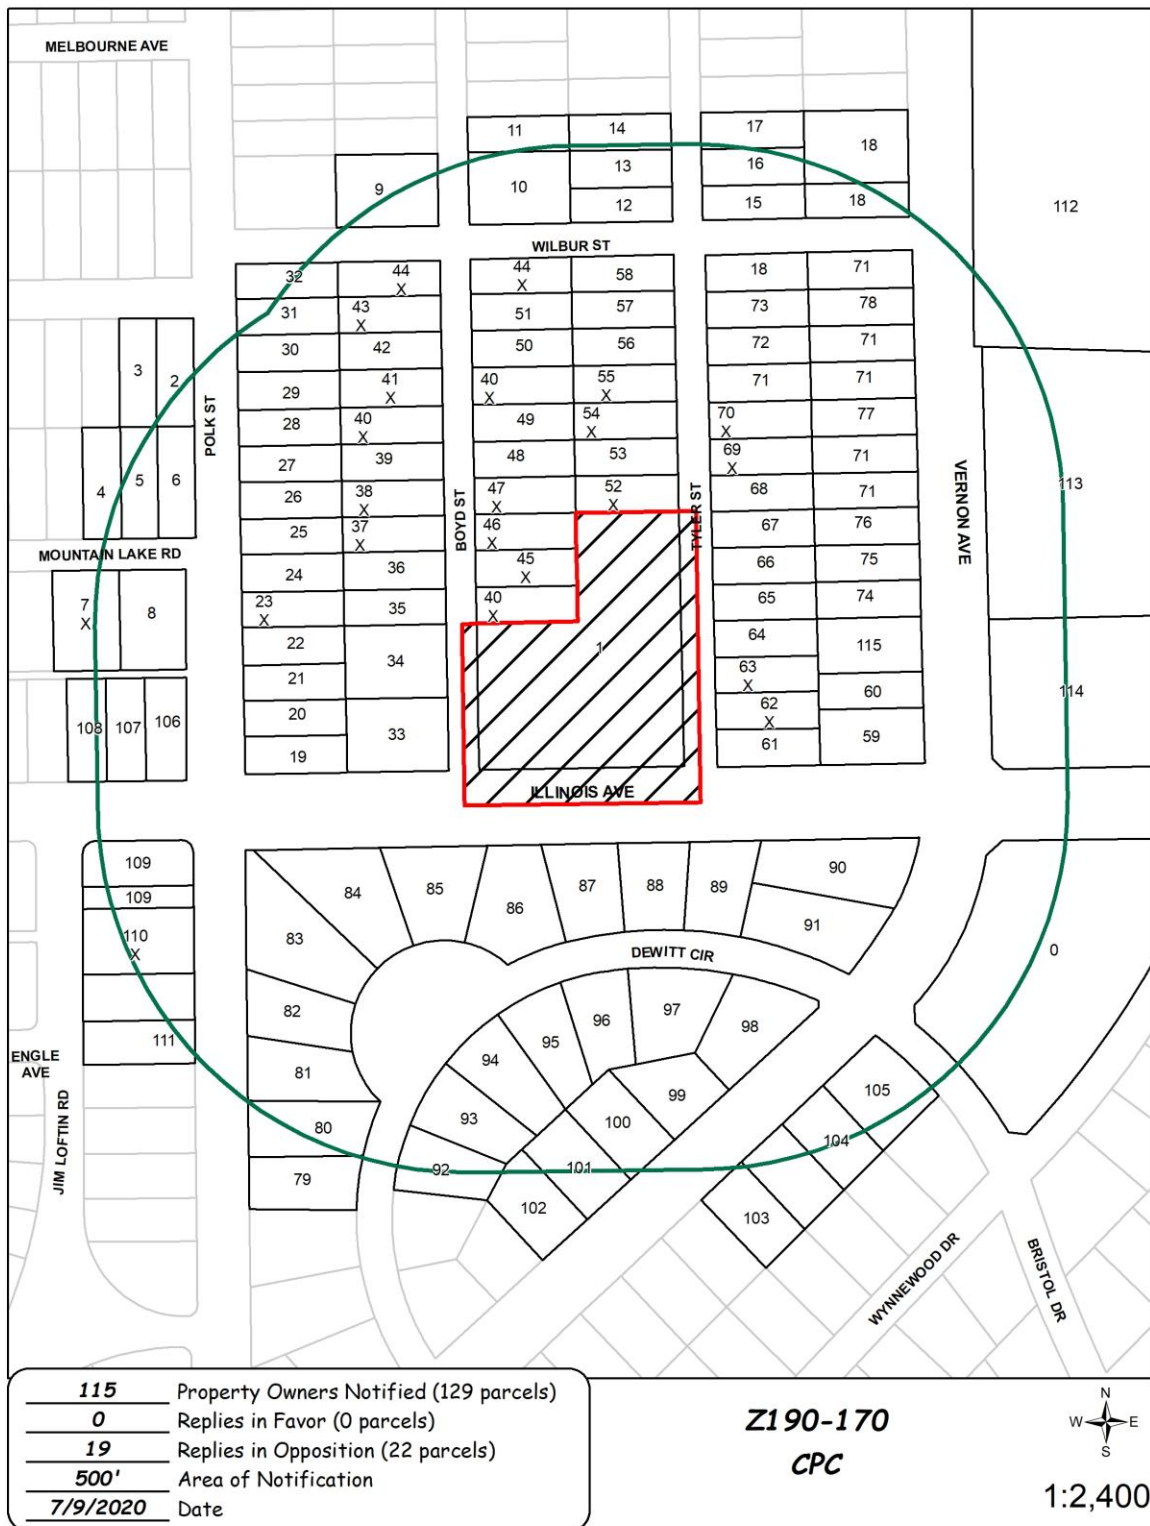 MELBOURNE AVE
11
14
17
18
9
10
13
16
12
15
18
112
WILBUR ST
32
44
X
44
X
58
18
71
31
43
X
51
57
73
78
30
42
50
56
72
71
3
2
29
41
X
40
X
55
X
71
71
POLK ST
28
40
X
49
54
X
70
X
77
27
39
48
53
69
X
71
4
5
6
26
38
X
47
X
52
X
68
71
VERNON AVE
113
BOYD ST
TYLER ST
25
37
X
46
X
67
76
MOUNTAIN LAKE RD
24
36
45
X
66
75
7
X
8
23
X
35
40
X
65
74
22
34
1
64
115
21
63
X
60
114
108
107
106
20
33
62
X
59
19
61
ILLINOIS AVE
109
84
85
86
87
88
89
90
109
91
110
X
83
DEWITT CIR
0
82
97
98
96
95
111
94
81
99
105
ENGLE
AVE
80
93
100
104
JIM LOFTIN RD
79
92
101
102
103
WYNNEWOOD DR
BRISTOL DR
115 Property Owners Notified (129 parcels)
0 Replies in Favor (0 parcels)
19 Replies in Opposition (22 parcels)
500' Area of Notification
7/9/2020 Date
Z190-170
CPC
N
W E
S
1:2,400